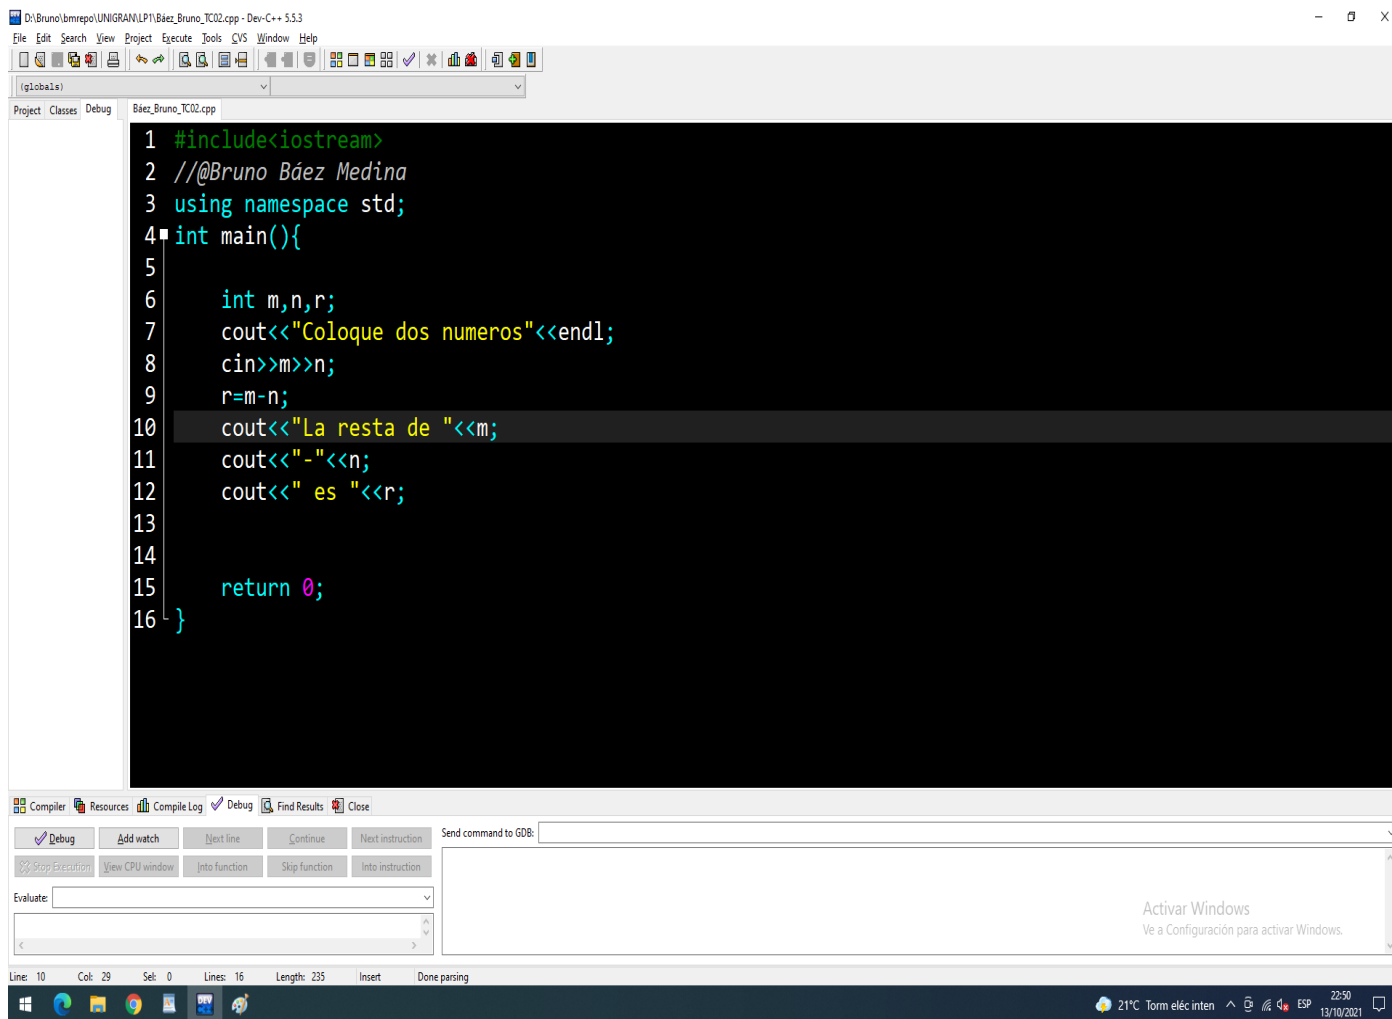 D:\Bruno\bmrepo\UNIGRAN\LP1\Báez_Bruno_TC02.cpp - Dev-C++ 5.5.3
File Edit Search View Project Execute Tools CVS Window Help
(globals)
Project Classes Debug Báez_Bruno_TC02.cpp
1 #include<iostream>
2 //@Bruno Báez Medina
3 using namespace std;
4 int main(){
5
6 int m,n,r;
7 cout<<"Coloque dos numeros"<<endl;
8 cin>>m>>n;
9 r=m-n;
10 cout<<"La resta de "<<m;
11 cout<<"-"<<n;
12 cout<<" es "<<r;
13
14
15 return 0;
16 }
Compiler Resources Compile Log Debug Find Results Close
Debug Add watch Next line Continue Next instruction Send command to GDB:
Stop Execution View CPU window Into function Skip function Into instruction
Evaluate:
Activar Windows
Ve a Configuración para activar Windows.
Line: 10 Col: 29 Sel: 0 Lines: 16 Length: 235 Insert Done parsing
DEV 21°C Torm eléc inten ESP 22:50
13/10/2021